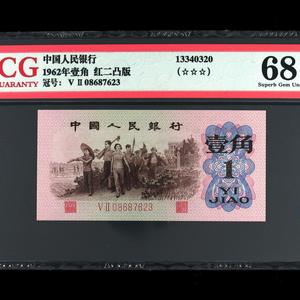 CG
GUARANTY
中国人民银行
1962年壹角 红二凸版
冠号: V II 08687623
13340320
(☆☆☆)
68
Superb Gem Unc
中國人民銀行
壹角
1
YI
JIAO
V II 08687623